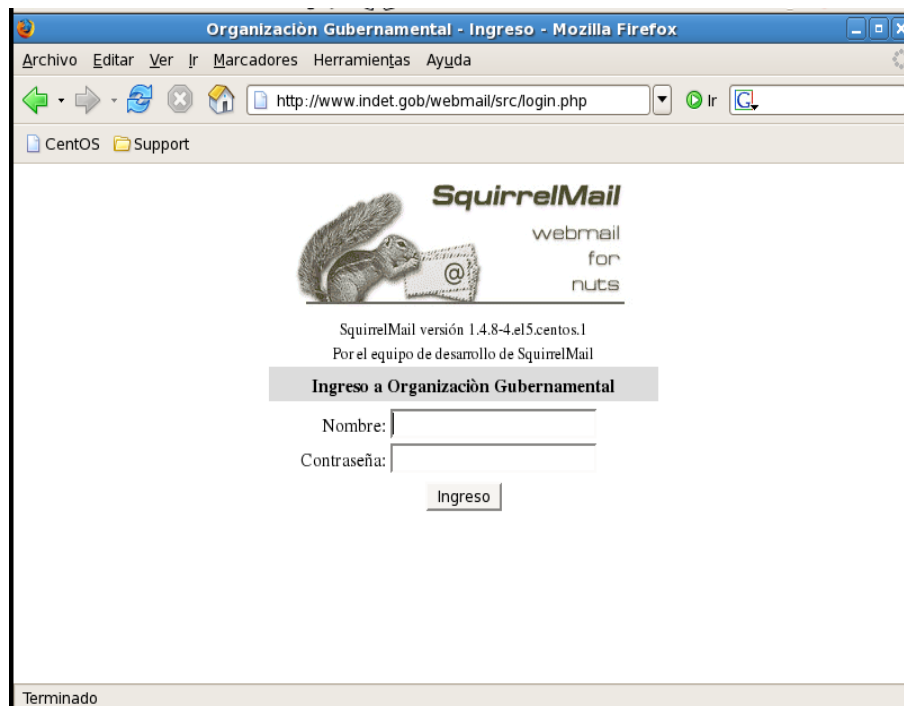 Organizaciòn Gubernamental - Ingreso - Mozilla Firefox
Archivo Editar Ver Ir Marcadores Herramientas Ayuda
http://www.indet.gob/webmail/src/login.php Ir G
CentOS Support
SquirrelMail
webmail
for
nuts
@
SquirrelMail versión 1.4.8-4.el5.centos.1
Por el equipo de desarrollo de SquirrelMail
Ingreso a Organizaciòn Gubernamental
Nombre:
Contraseña:
Ingreso
Terminado